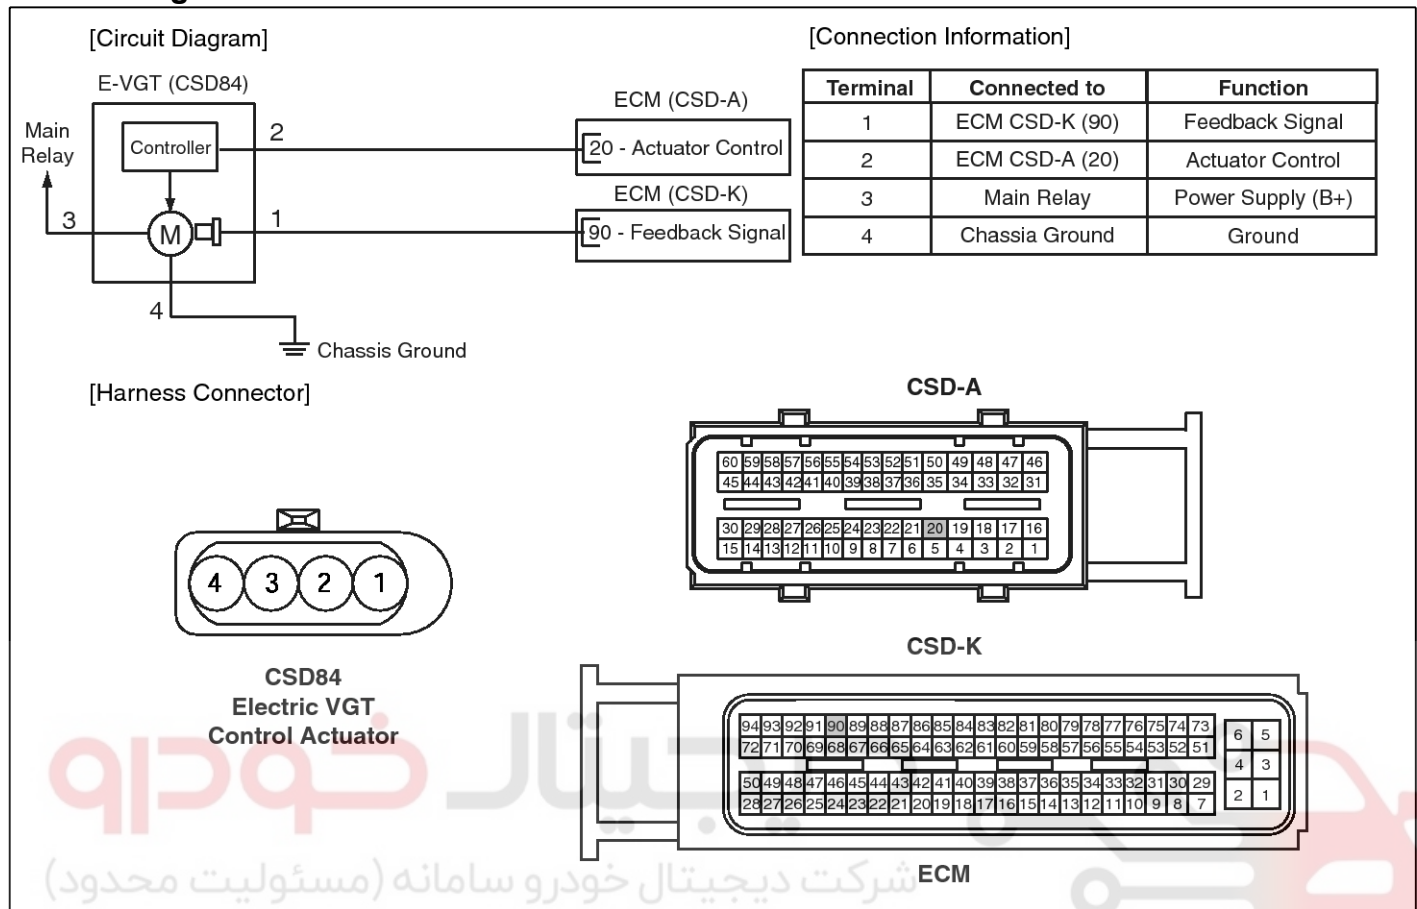 [Circuit Diagram]
E-VGT (CSD84)
Main
Relay
Controller
M
2
1
3
4
Chassis Ground
ECM (CSD-A)
20 - Actuator Control
ECM (CSD-K)
90 - Feedback Signal
[Connection Information]
Terminal Connected to Function
1 ECM CSD-K (90) Feedback Signal
2 ECM CSD-A (20) Actuator Control
3 Main Relay Power Supply (B+)
4 Chassia Ground Ground
[Harness Connector]
4 3 2 1
CSD84
Electric VGT
Control Actuator
CSD-A
60 59 58 57 56 55 54 53 52 51 50 49 48 47 46
45 44 43 42 41 40 39 38 37 36 35 34 33 32 31
30 29 28 27 26 25 24 23 22 21 20 19 18 17 16
15 14 13 12 11 10 9 8 7 6 5 4 3 2 1
CSD-K
94 93 92 91 90 89 88 87 86 85 84 83 82 81 80 79 78 77 76 75 74 73
72 71 70 69 68 67 66 65 64 63 62 61 60 59 58 57 56 55 54 53 52 51
50 49 48 47 46 45 44 43 42 41 40 39 38 37 36 35 34 33 32 31 30 29
28 27 26 25 24 23 22 21 20 19 18 17 16 15 14 13 12 11 10 9 8 7
6 5
4 3
2 1
ECM
دیجیتال خودرو
شرکت دیجیتال خودرو سامانه (مسئولیت محدود)